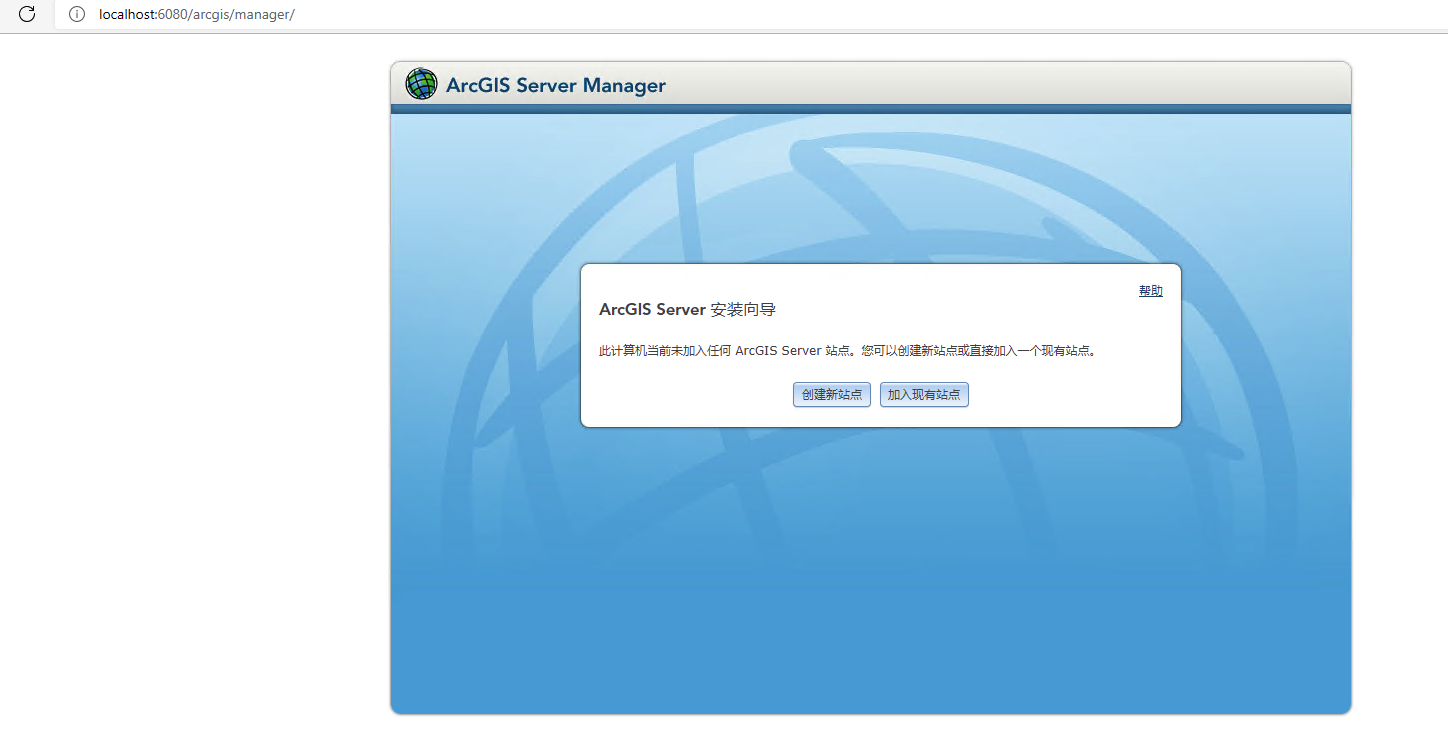 localhost:6080/arcgis/manager/
ArcGIS Server Manager
帮助
ArcGIS Server 安装向导
此计算机当前未加入任何 ArcGIS Server 站点。您可以创建新站点或直接加入一个现有站点。
创建新站点 加入现有站点